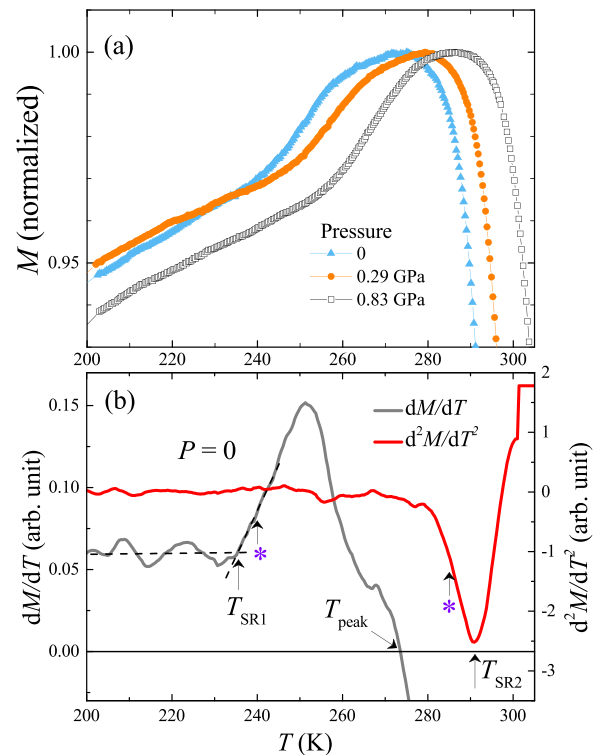 (a)
1.00
0.95
M (normalized)
Pressure
0
0.29 GPa
0.83 GPa
200 220 240 260 280 300
(b)
P = 0
dM/dT
d²M/dT²
0.15
0.10
0.05
0.00
dM/dT (arb. unit)
2
1
0
-1
-2
-3
d²M/dT² (arb. unit)
*
*
T_SR1
T_peak
T_SR2
200 220 240 260 280 300
T (K)